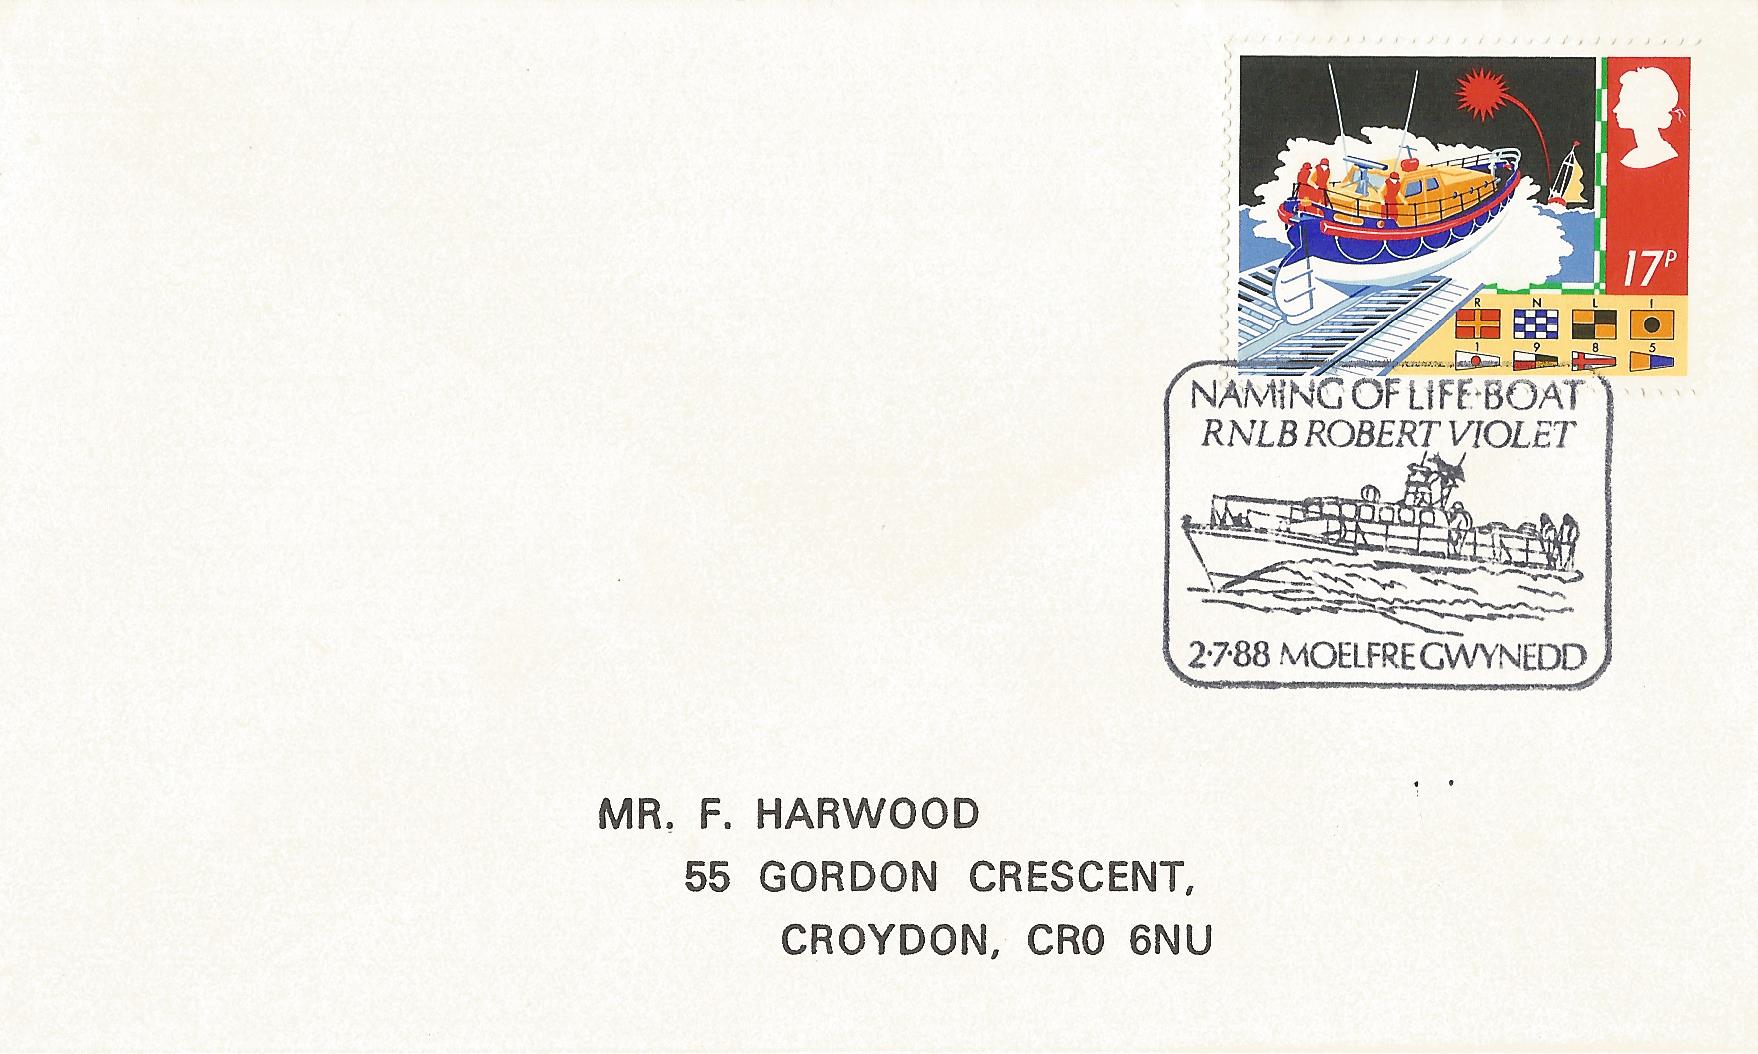 17P
R N L I
1 9 8 5
NAMING OF LIFE-BOAT
RNLB ROBERT VIOLET
2·7·88 MOELFRE GWYNEDD
MR. F. HARWOOD
55 GORDON CRESCENT,
CROYDON, CR0 6NU